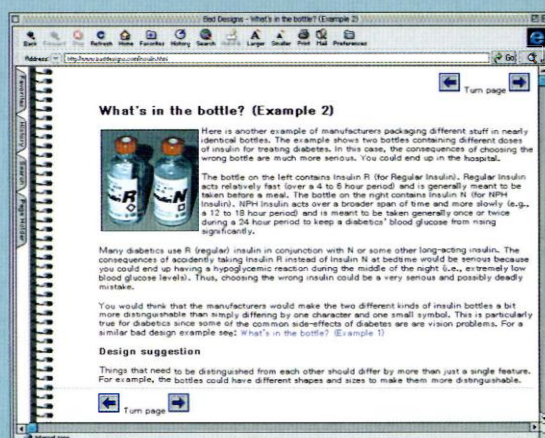 Bad Designs - What's in the bottle? (Example 2)
Back Forward Stop Refresh Home Favorites History Search Larger Smaller Print Mail Preferences
Address: http://www.baddesigns.com/insulin.html Go
Favorites
History
Search
Page Holder
Turn page
What's in the bottle? (Example 2)
R
N
Here is another example of manufacturers packaging different stuff in nearly
identical bottles. The example shows two bottles containing different doses
of insulin for treating diabetes. In this case, the consequences of choosing the
wrong bottle are much more serious. You could end up in the hospital.
The bottle on the left contains Insulin R (for Regular Insulin). Regular Insulin
acts relatively fast (over a 4 to 6 hour period) and is generally meant to be
taken before a meal. The bottle on the right contains Insulin N (for NPH
Insulin). NPH Insulin acts over a broader span of time and more slowly (e.g.,
a 12 to 18 hour period) and is meant to be taken generally once or twice
during a 24 hour period to keep a diabetics' blood glucose from rising
significantly.
Many diabetics use R (regular) insulin in conjunction with N or some other long-acting insulin. The
consequences of accidently taking Insulin R instead of Insulin N at bedtime would be serious because
you could end up having a hypoglycemic reaction during the middle of the night (i.e., extremely low
blood glucose levels). Thus, choosing the wrong insulin could be a very serious and possibly deadly
mistake.
You would think that the manufacturers would make the two different kinds of insulin bottles a bit
more distinguishable than simply differing by one character and one small symbol. This is particularly
true for diabetics since some of the common side-effects of diabetes are are vision problems. For a
similar bad design example see: What's in the bottle? (Example 1)
Design suggestion
Things that need to be distinguished from each other should differ by more than just a single feature.
For example, the bottles could have different shapes and sizes to make them more distinguishable.
Turn page
Internet zone